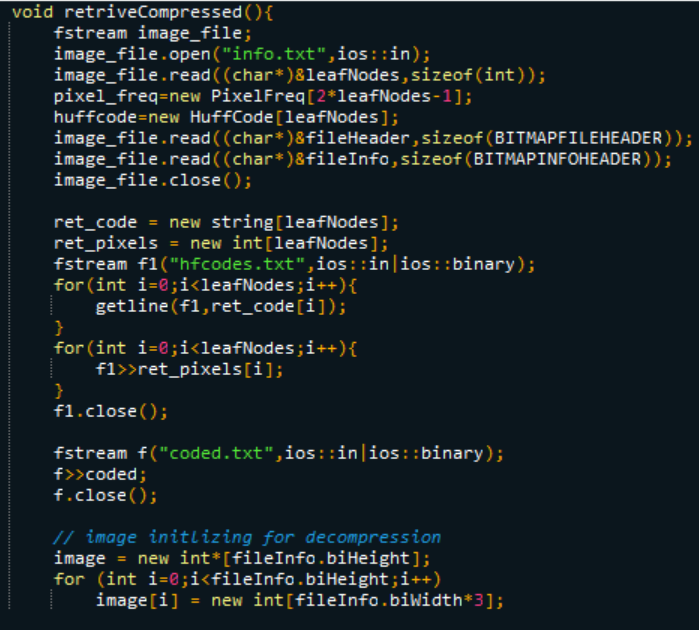 void retriveCompressed(){
    fstream image_file;
    image_file.open("info.txt",ios::in);
    image_file.read((char*)&leafNodes,sizeof(int));
    pixel_freq=new PixelFreq[2*leafNodes-1];
    huffcode=new HuffCode[leafNodes];
    image_file.read((char*)&fileHeader,sizeof(BITMAPFILEHEADER));
    image_file.read((char*)&fileInfo,sizeof(BITMAPINFOHEADER));
    image_file.close();

    ret_code = new string[leafNodes];
    ret_pixels = new int[leafNodes];
    fstream f1("hfcodes.txt",ios::in|ios::binary);
    for(int i=0;i<leafNodes;i++){
        getline(f1,ret_code[i]);
    }
    for(int i=0;i<leafNodes;i++){
        f1>>ret_pixels[i];
    }
    f1.close();

    fstream f("coded.txt",ios::in|ios::binary);
    f>>coded;
    f.close();

    // image initlizing for decompression
    image = new int*[fileInfo.biHeight];
    for (int i=0;i<fileInfo.biHeight;i++)
        image[i] = new int[fileInfo.biWidth*3];